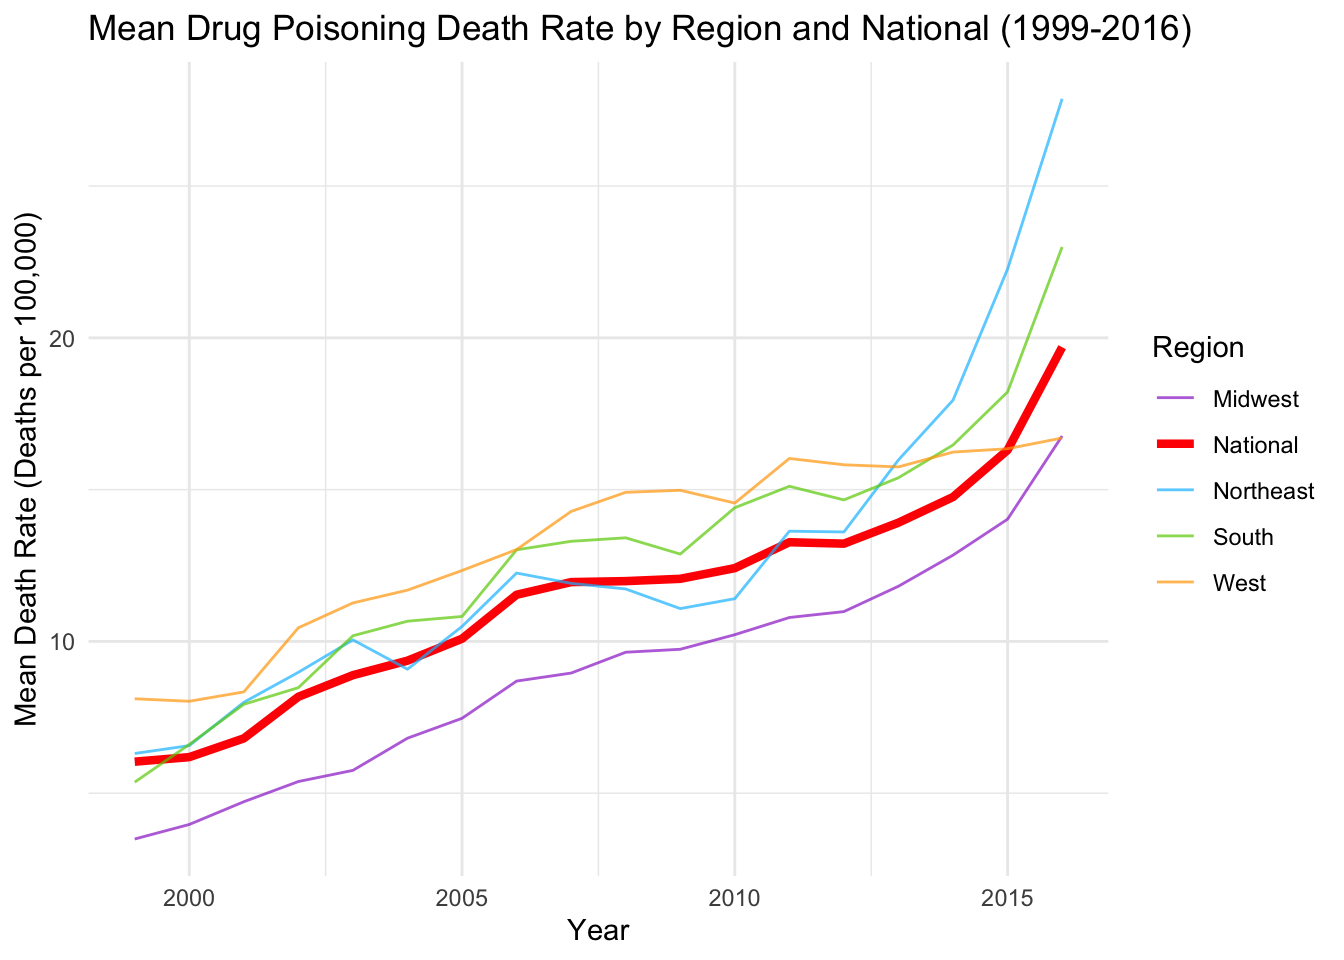 Mean Drug Poisoning Death Rate by Region and National (1999-2016)
Mean Death Rate (Deaths per 100,000)
20
10
2000
2005
2010
2015
Year
Region
Midwest
National
Northeast
South
West